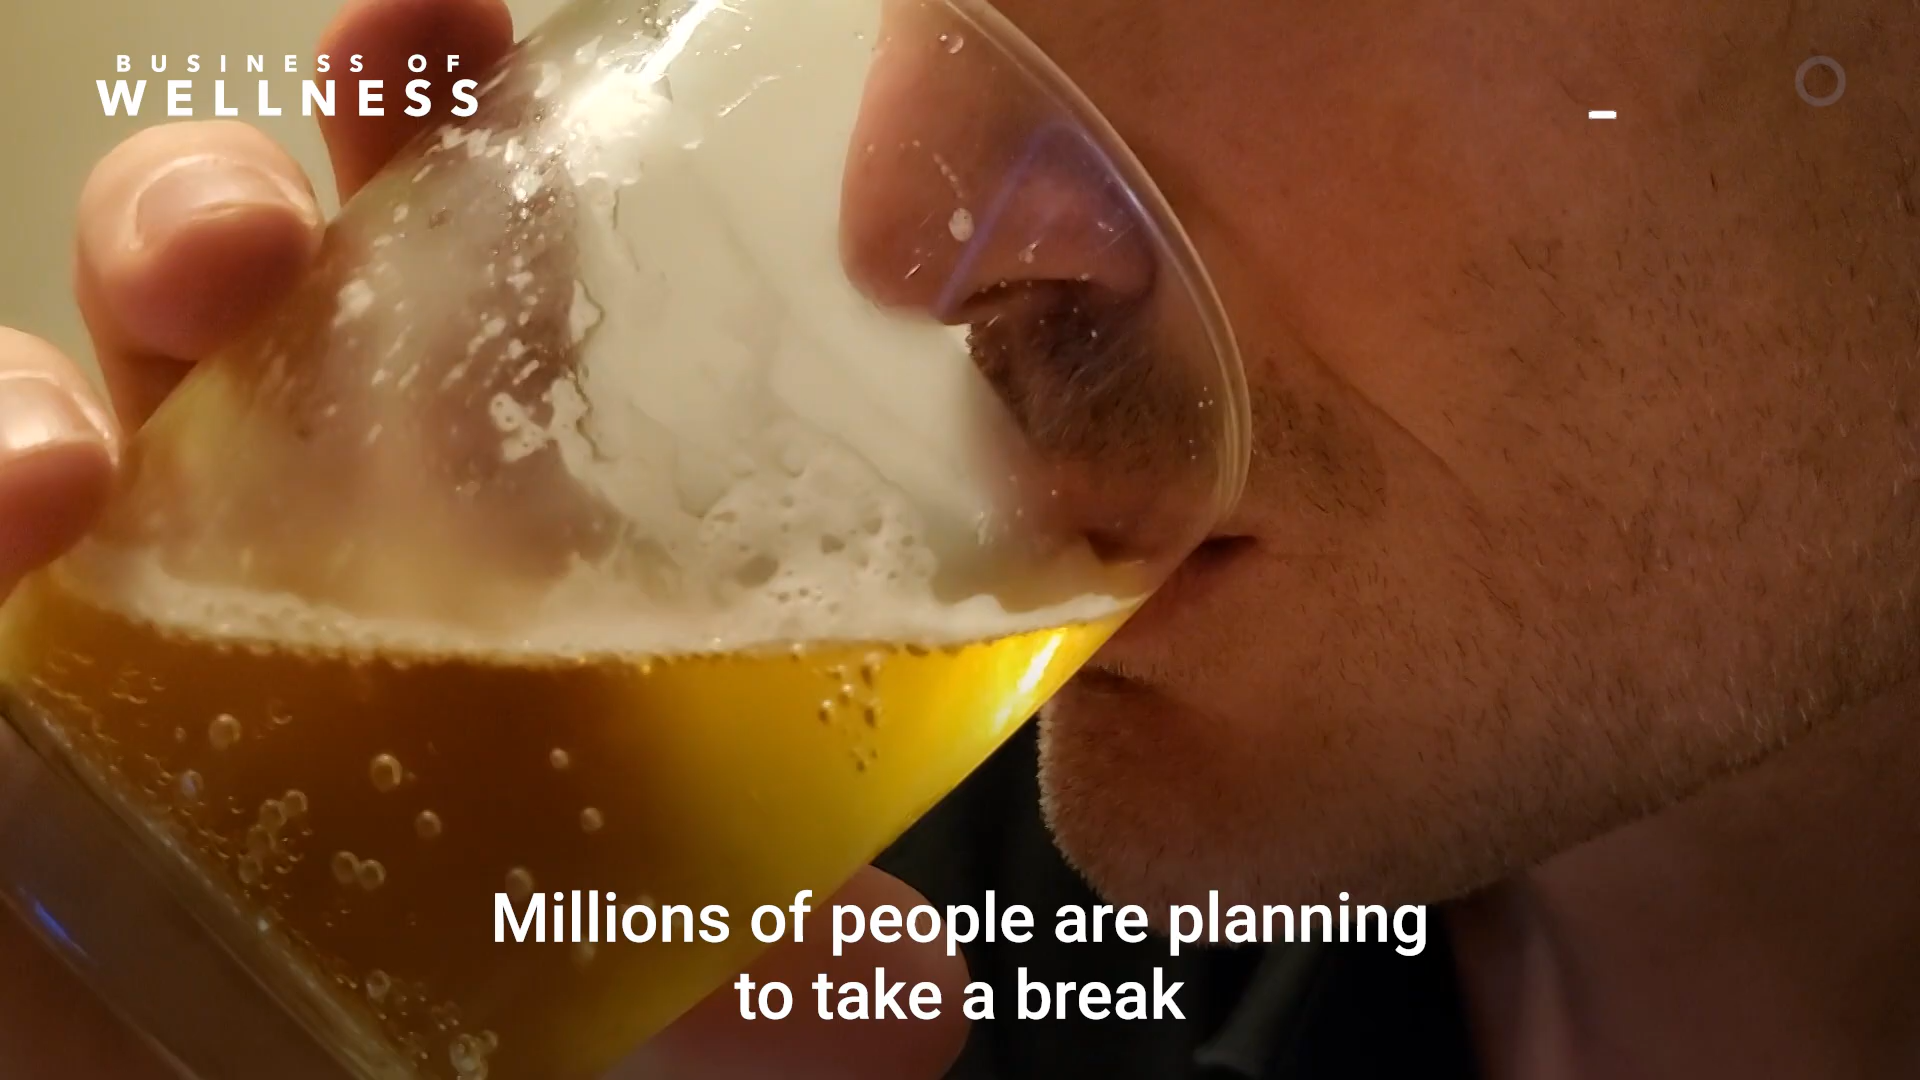 BUSINESS OF
WELLNESS
Millions of people are planning
to take a break